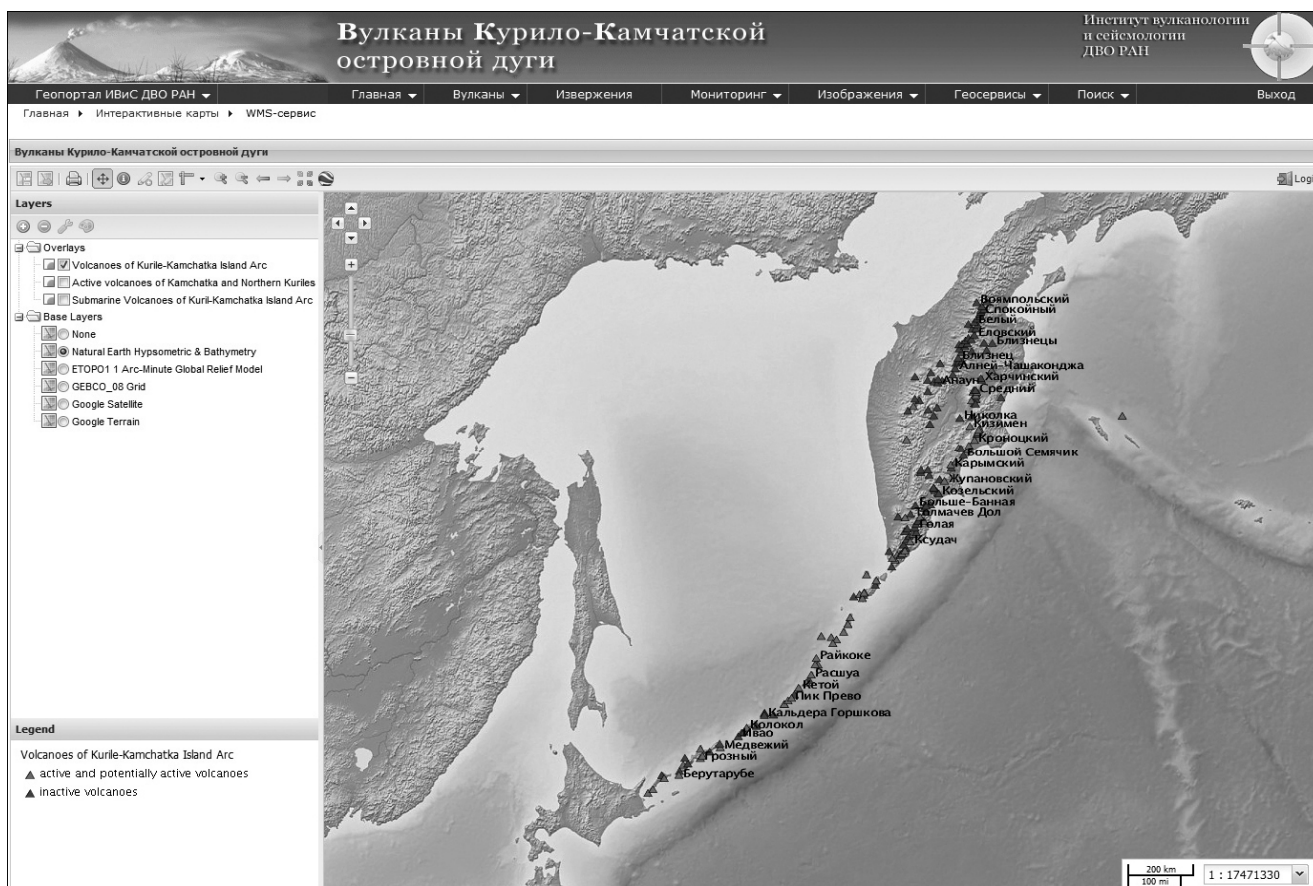 Вулканы Курило-Камчатской
островной дуги
Институт вулканологии
и сейсмологии
ДВО РАН
Геопортал ИВиС ДВО РАН
Главная
Вулканы
Извержения
Мониторинг
Изображения
Геосервисы
Поиск
Выход
Главная
Интерактивные карты
WMS-сервис
Вулканы Курило-Камчатской островной дуги
Logi
Layers
Overlays
Volcanoes of Kurile-Kamchatka Island Arc
Active volcanoes of Kamchatka and Northern Kuriles
Submarine Volcanoes of Kuril-Kamchatka Island Arc
Base Layers
None
Natural Earth Hypsometric & Bathymetry
ETOPO1 1 Arc-Minute Global Relief Model
GEBCO_08 Grid
Google Satellite
Google Terrain
Legend
Volcanoes of Kurile-Kamchatka Island Arc
active and potentially active volcanoes
inactive volcanoes
Воямпольский
Спокойный
Белый
Еловский
Близнецы
Близнец
Алней-Чашаконджа
Харчинский
Анаун
Средний
Николка
Кизимен
Кроноцкий
Большой Семячик
Карымский
Жупановский
Козельский
Больше-Банная
Толмачев Дол
Голая
Ксудач
Райкоке
Расшуа
Кетой
Пик Прево
Кальдера Горшкова
Колокол
Ивао
Медвежий
Грозный
Берутарубе
200 km
100 mi
1 : 17471330